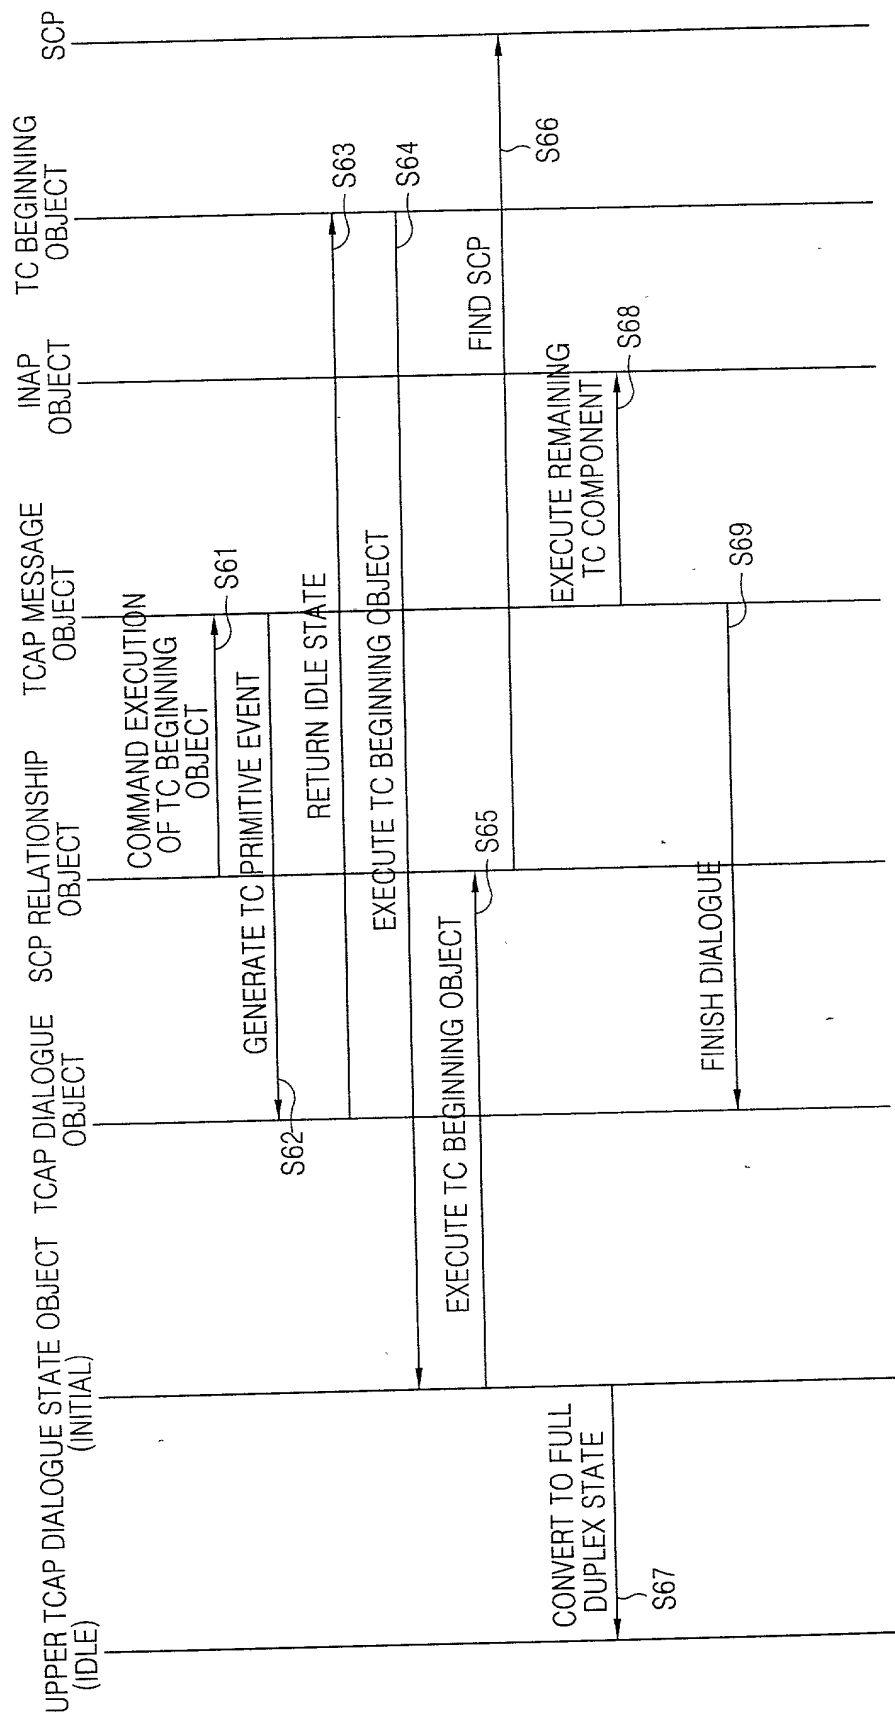 UPPER TCAP DIALOGUE STATE OBJECT
(IDLE)
(INITIAL)
TCAP DIALOGUE
OBJECT
SCP RELATIONSHIP
OBJECT
TCAP MESSAGE
OBJECT
INAP
OBJECT
TC BEGINNING
OBJECT
SCP
COMMAND EXECUTION
OF TC BEGINNING
OBJECT
S61
GENERATE TC PRIMITIVE EVENT
S62
RETURN IDLE STATE
S63
EXECUTE TC BEGINNING OBJECT
S64
EXECUTE TC BEGINNING OBJECT
S65
FIND SCP
S66
CONVERT TO FULL
DUPLEX STATE
S67
EXECUTE REMAINING
TC COMPONENT
S68
FINISH DIALOGUE
S69